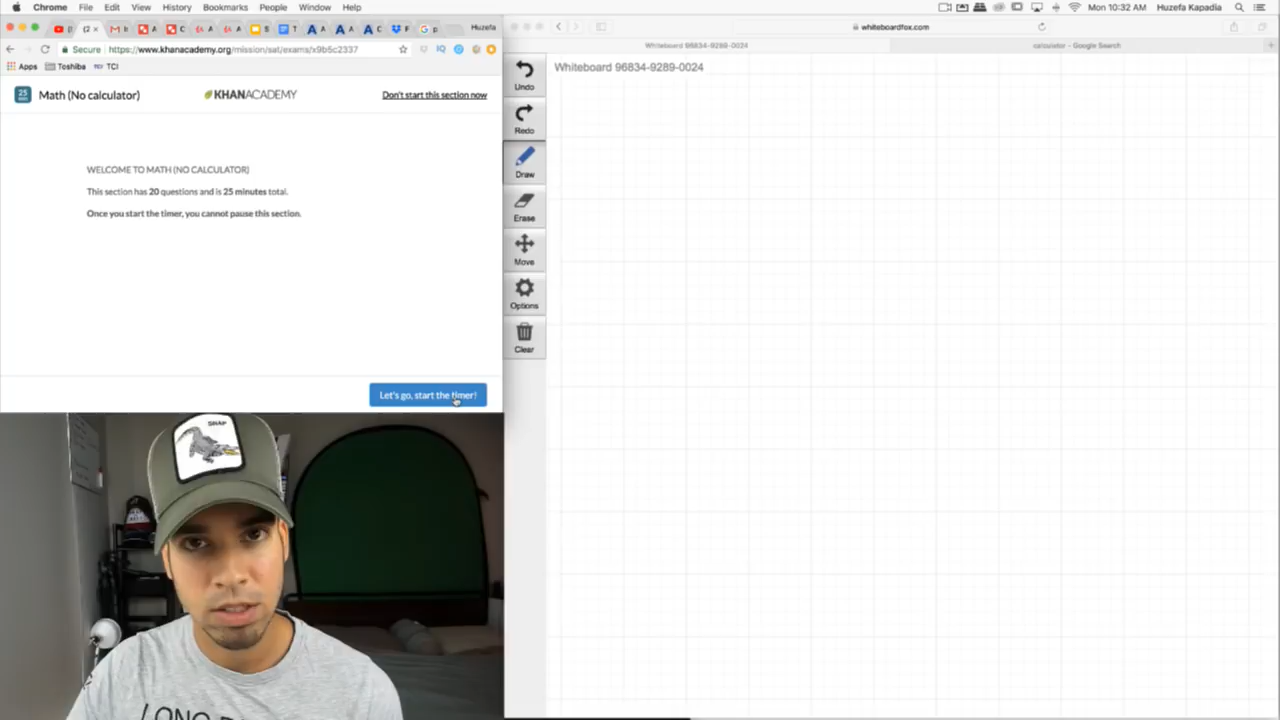 Chrome File Edit View History Bookmarks People Window Help
Mon 10:32 AM Huzefa Kapadia
Huzefa
Secure https://www.khanacademy.org/mission/sat/exams/x9b5c2337
Apps Toshiba TCI
25
Math (No calculator)
KHANACADEMY
Don't start this section now
WELCOME TO MATH (NO CALCULATOR)
This section has 20 questions and is 25 minutes total.
Once you start the timer, you cannot pause this section.
Let's go, start the timer!
SNAP
whiteboardfox.com
Whiteboard 96834-9289-0024
calculator - Google Search
Whiteboard 96834-9289-0024
Undo
Redo
Draw
Erase
Move
Options
Clear